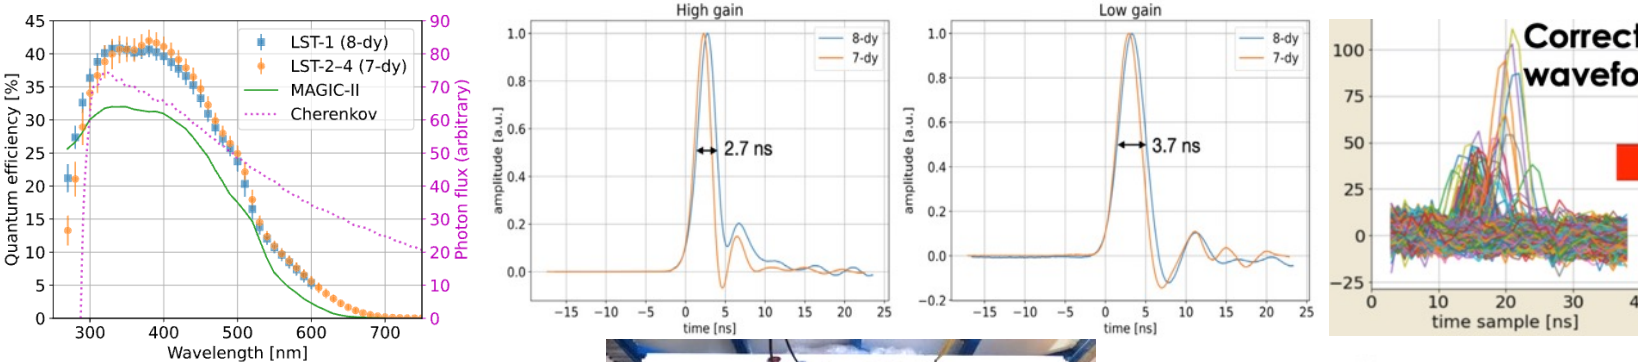 45
40
35
30
25
20
15
10
5
0
Quantum efficiency [%]
LST-1 (8-dy)
LST-2–4 (7-dy)
MAGIC-II
Cherenkov
90
80
70
60
50
40
30
20
10
0
Photon flux (arbitrary)
300 400 500 600 700
Wavelength [nm]
High gain
1.0
0.8
0.6
0.4
0.2
0.0
amplitude [a.u.]
8-dy
7-dy
2.7 ns
−15 −10 −5 0 5 10 15 20 25
time [ns]
Low gain
1.0
0.8
0.6
0.4
0.2
0.0
−0.2
amplitude [a.u.]
8-dy
7-dy
3.7 ns
−15 −10 −5 0 5 10 15 20 25
time [ns]
Correct
wavefo
100
75
50
25
0
−25
0 10 20 30 4
time sample [ns]